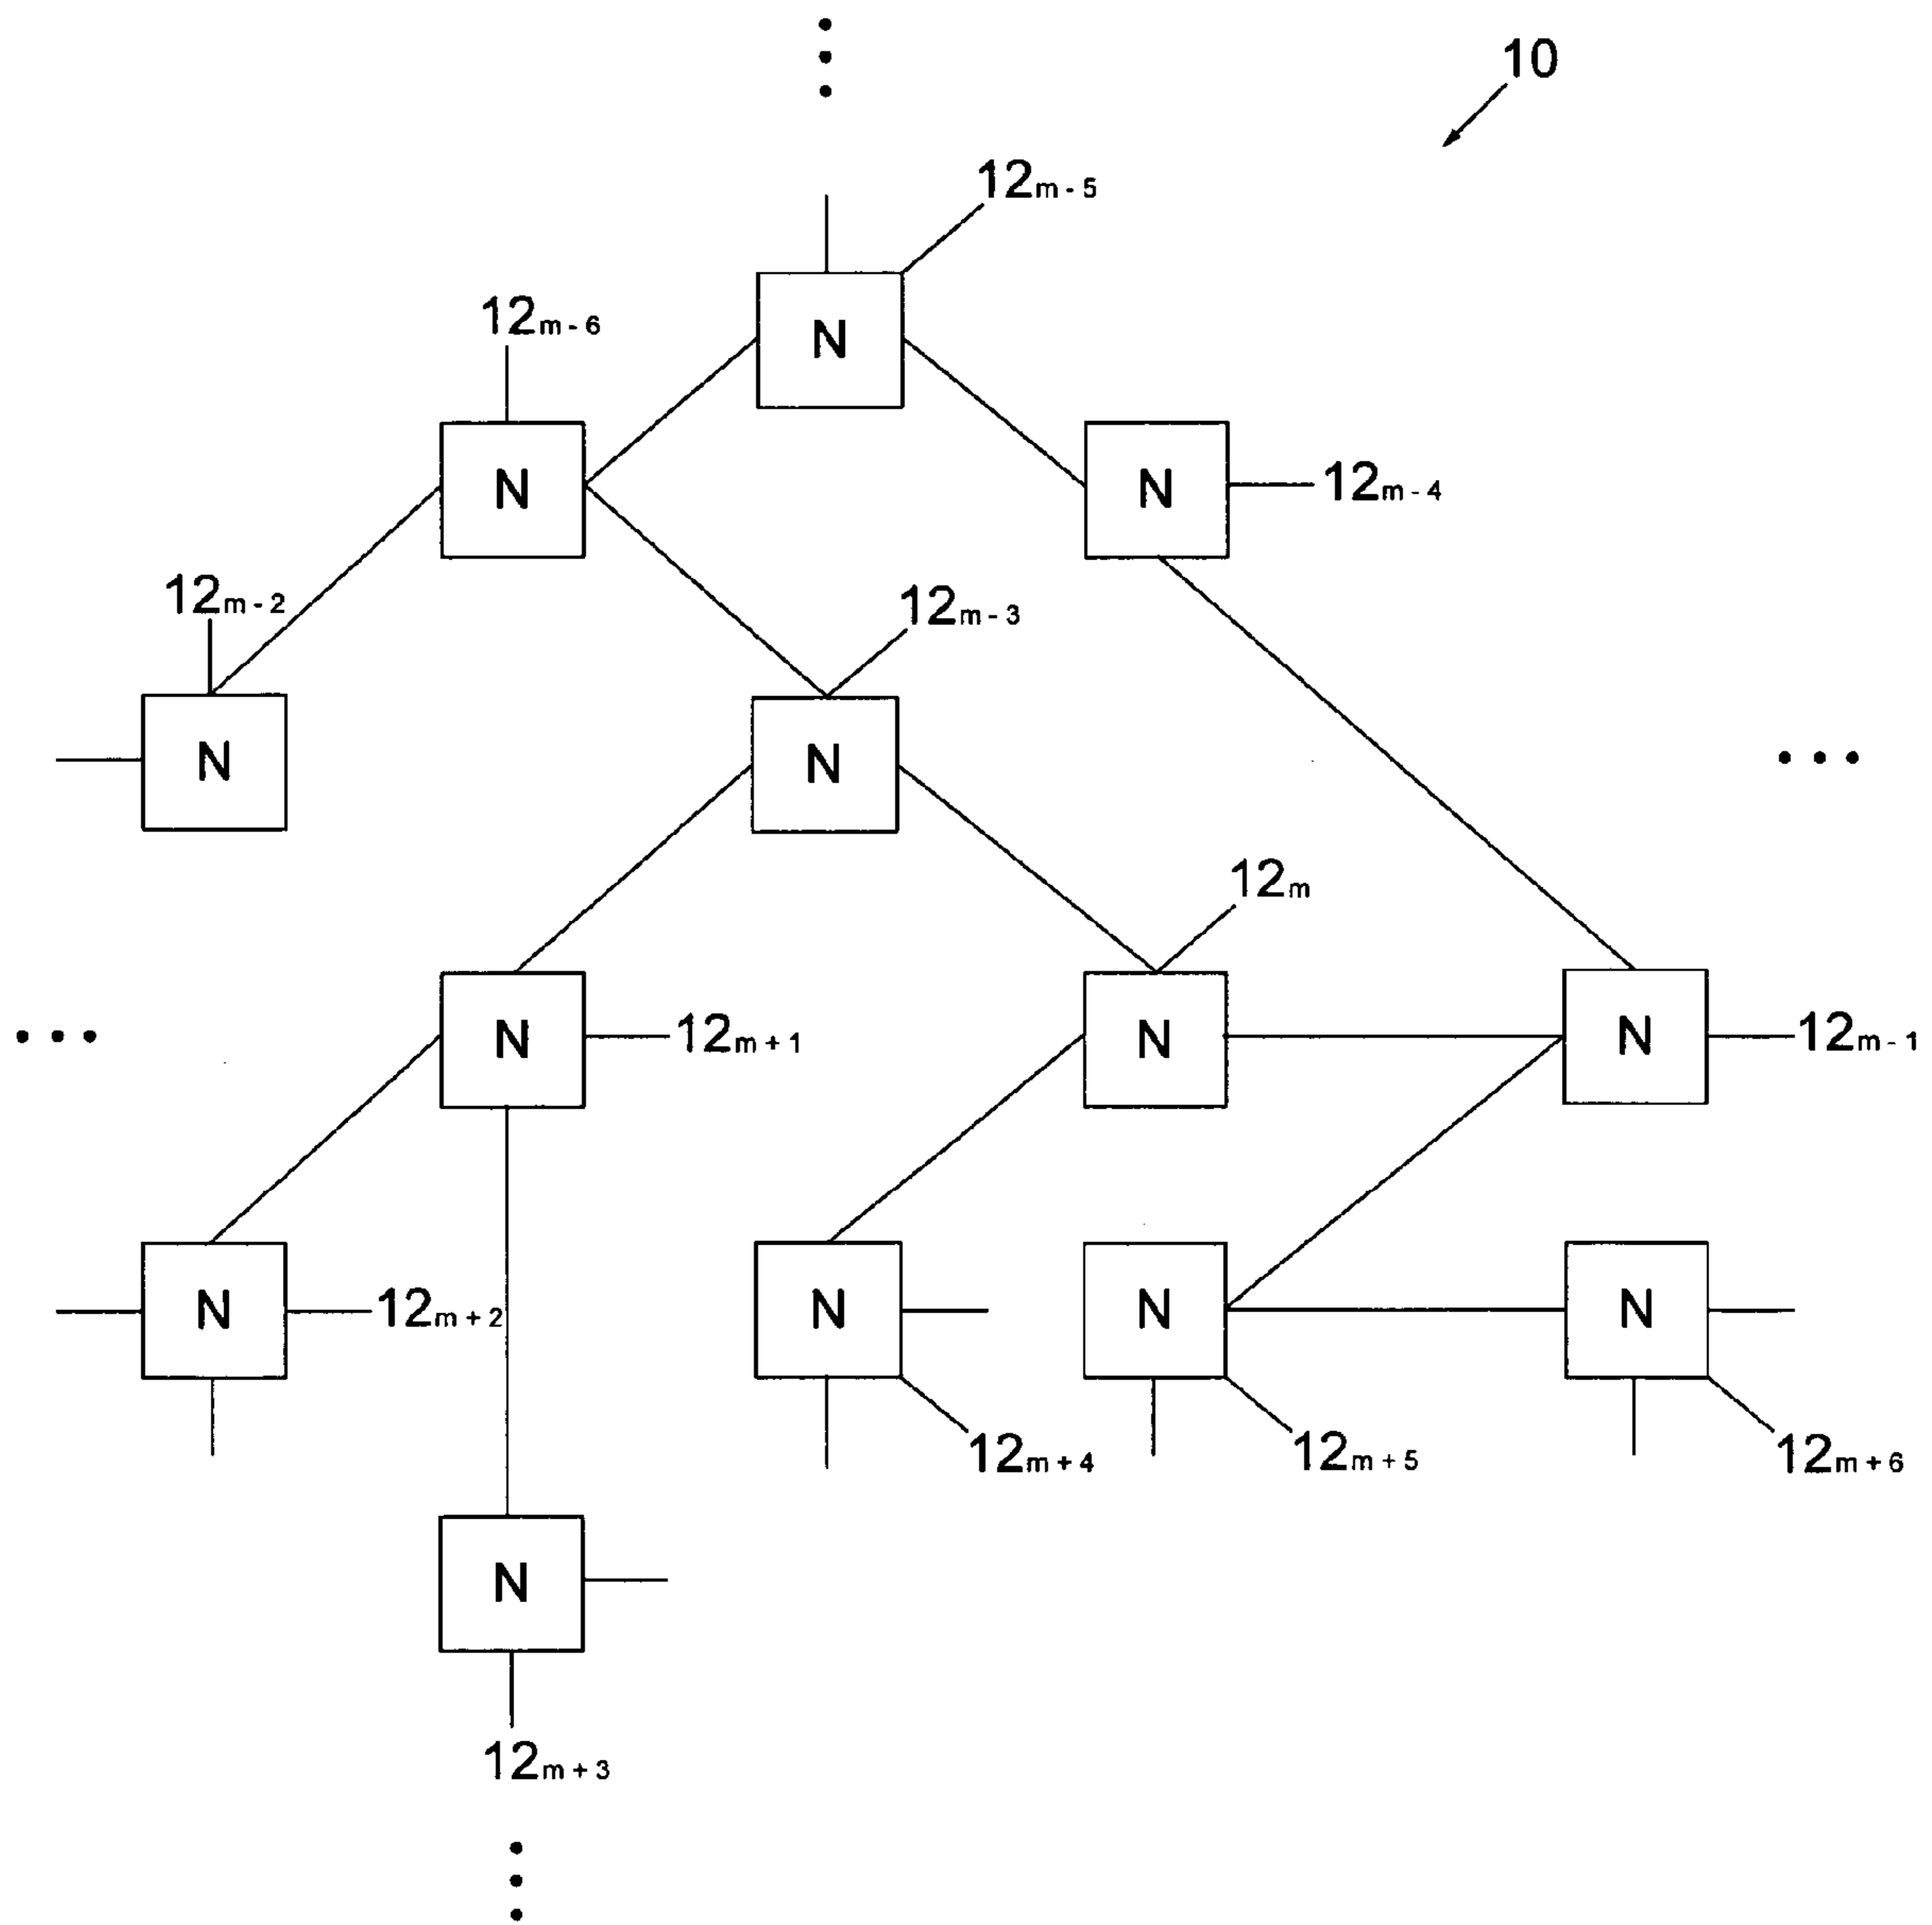 10
12m - 5
N
12m - 6
N
N
12m - 4
12m - 2
12m - 3
N
N
12m
N
12m + 1
N
N
12m - 1
N
12m + 2
N
N
N
12m + 4
12m + 5
12m + 6
N
12m + 3